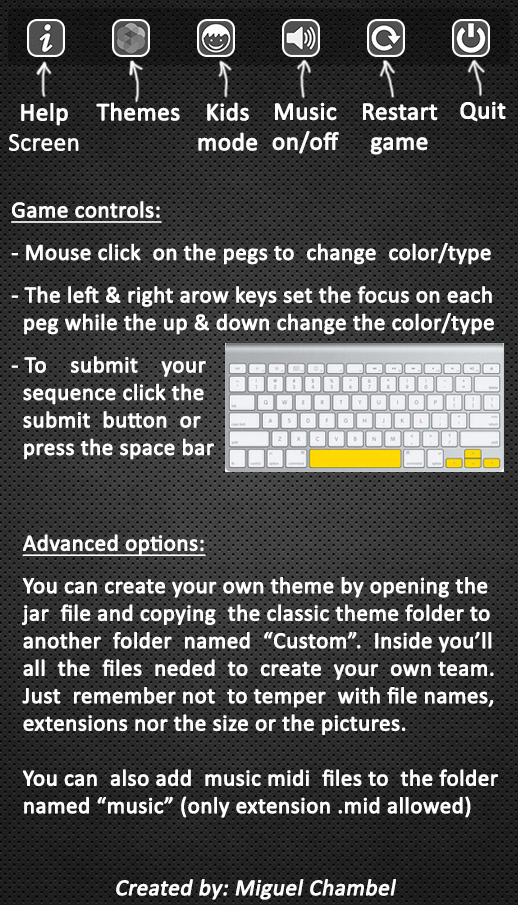 Help Themes Kids Music Restart Quit
Screen mode on/off game
Game controls:
- Mouse click on the pegs to change color/type
- The left & right arow keys set the focus on each
peg while the up & down change the color/type
- To submit your
sequence click the
submit button or
press the space bar
Advanced options:
You can create your own theme by opening the
jar file and copying the classic theme folder to
another folder named “Custom”. Inside you’ll
all the files neded to create your own team.
Just remember not to temper with file names,
extensions nor the size or the pictures.
You can also add music midi files to the folder
named “music” (only extension .mid allowed)
Created by: Miguel Chambel